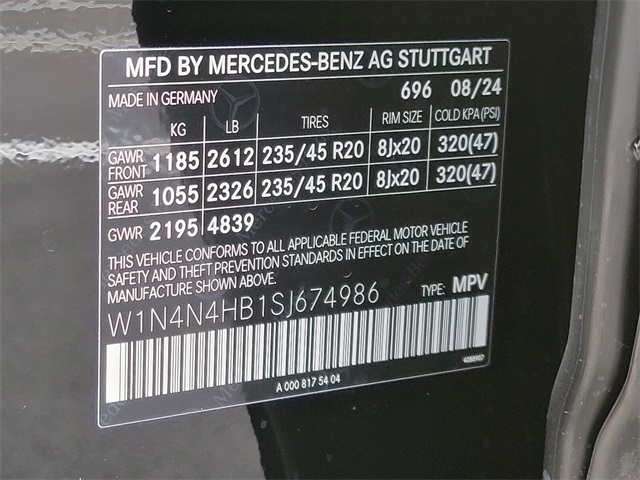 MFD BY MERCEDES-BENZ AG STUTTGART
MADE IN GERMANY 696 08/24
KG LB TIRES RIM SIZE COLD KPA(PSI)
GAWR FRONT 1185 2612 235/45 R20 8Jx20 320(47)
GAWR REAR 1055 2326 235/45 R20 8Jx20 320(47)
GVWR 2195 4839
THIS VEHICLE CONFORMS TO ALL APPLICABLE FEDERAL MOTOR VEHICLE
SAFETY AND THEFT PREVENTION STANDARDS IN EFFECT ON THE DATE OF
MANUFACTURE SHOWN ABOVE.
W1N4N4HB1SJ674986 TYPE: MPV
4088907
A 000 817 54 04